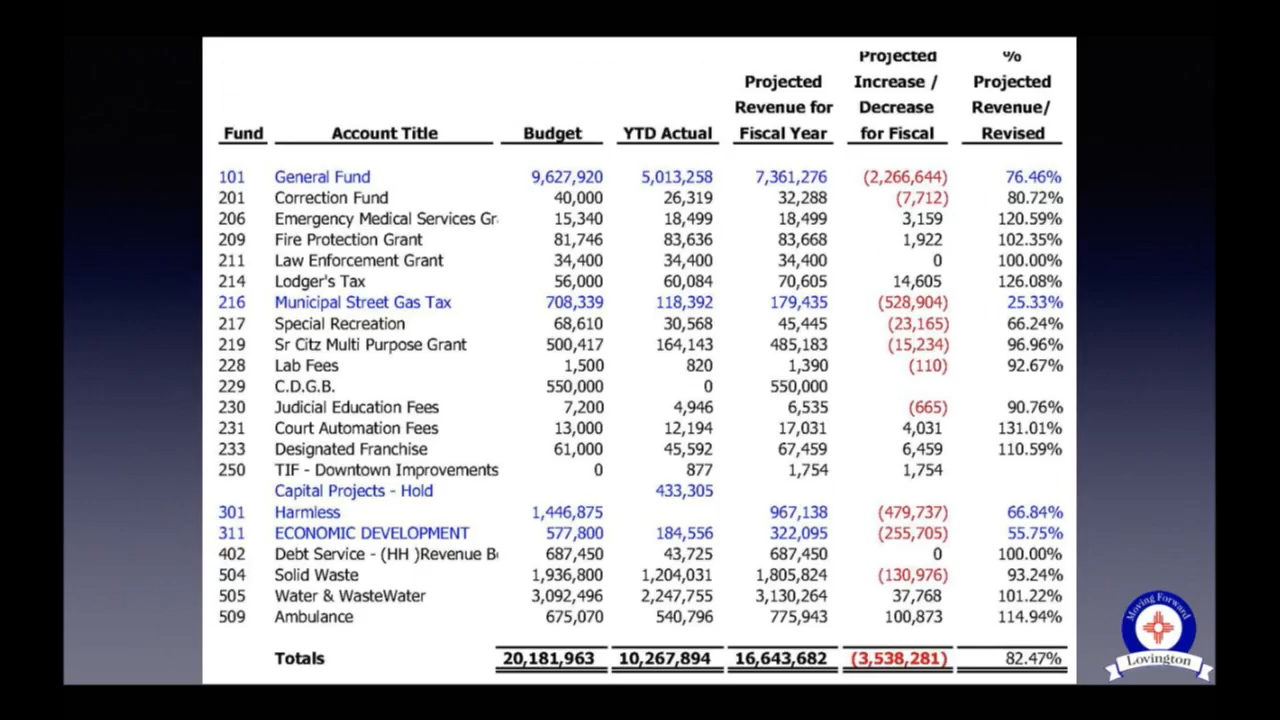 Projected %
Projected Increase / Projected
Revenue for Decrease Revenue/
Fund Account Title Budget YTD Actual Fiscal Year for Fiscal Revised
101 General Fund 9,627,920 5,013,258 7,361,276 (2,266,644) 76.46%
201 Correction Fund 40,000 26,319 32,288 (7,712) 80.72%
206 Emergency Medical Services Gr 15,340 18,499 18,499 3,159 120.59%
209 Fire Protection Grant 81,746 83,636 83,668 1,922 102.35%
211 Law Enforcement Grant 34,400 34,400 34,400 0 100.00%
214 Lodger's Tax 56,000 60,084 70,605 14,605 126.08%
216 Municipal Street Gas Tax 708,339 118,392 179,435 (528,904) 25.33%
217 Special Recreation 68,610 30,568 45,445 (23,165) 66.24%
219 Sr Citz Multi Purpose Grant 500,417 164,143 485,183 (15,234) 96.96%
228 Lab Fees 1,500 820 1,390 (110) 92.67%
229 C.D.G.B. 550,000 0 550,000
230 Judicial Education Fees 7,200 4,946 6,535 (665) 90.76%
231 Court Automation Fees 13,000 12,194 17,031 4,031 131.01%
233 Designated Franchise 61,000 45,592 67,459 6,459 110.59%
250 TIF - Downtown Improvements 0 877 1,754 1,754
Capital Projects - Hold 433,305
301 Harmless 1,446,875 967,138 (479,737) 66.84%
311 ECONOMIC DEVELOPMENT 577,800 184,556 322,095 (255,705) 55.75%
402 Debt Service - (HH )Revenue B 687,450 43,725 687,450 0 100.00%
504 Solid Waste 1,936,800 1,204,031 1,805,824 (130,976) 93.24%
505 Water & WasteWater 3,092,496 2,247,755 3,130,264 37,768 101.22%
509 Ambulance 675,070 540,796 775,943 100,873 114.94%
Totals 20,181,963 10,267,894 16,643,682 (3,538,281) 82.47%
Moving Forward
Lovington